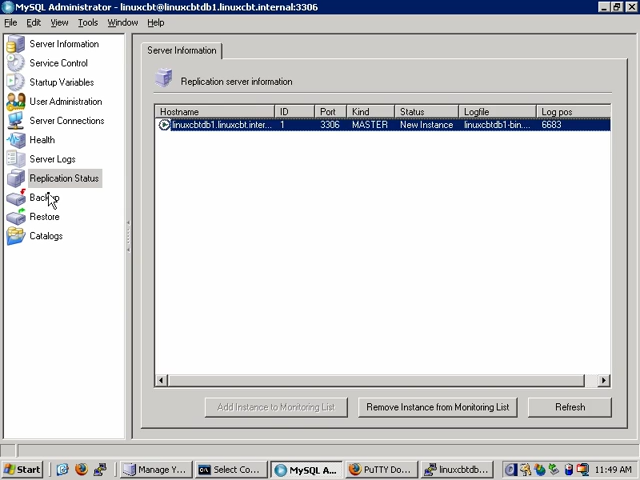 MySQL Administrator - linuxcbt@linuxcbtdb1.linuxcbt.internal:3306
File Edit View Tools Window Help
Server Information
Service Control
Startup Variables
User Administration
Server Connections
Health
Server Logs
Replication Status
Backup
Restore
Catalogs
Server Information
Replication server information
Hostname ID Port Kind Status Logfile Log pos
linuxcbtdb1.linuxcbt.inter... 1 3306 MASTER New Instance linuxcbtdb1-bin.... 6683
Add Instance to Monitoring List Remove Instance from Monitoring List Refresh
Start Manage Y... Select Co... MySQL A... PuTTY Do... linuxcbtdb... 11:49 AM